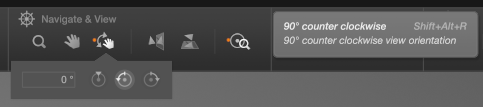 Navigate & View
90° counter clockwise Shift+Alt+R
90° counter clockwise view orientation
0 °